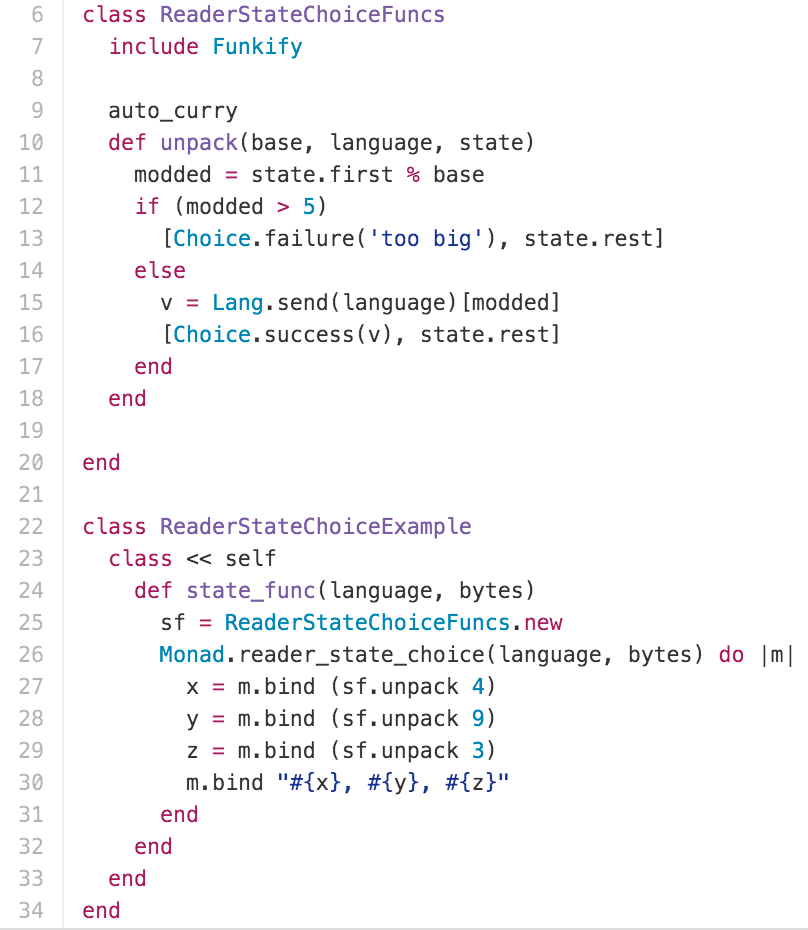 6 class ReaderStateChoiceFuncs
7   include Funkify
8
9   auto_curry
10   def unpack(base, language, state)
11     modded = state.first % base
12     if (modded > 5)
13       [Choice.failure('too big'), state.rest]
14     else
15       v = Lang.send(language)[modded]
16       [Choice.success(v), state.rest]
17     end
18   end
19
20 end
21
22 class ReaderStateChoiceExample
23   class << self
24     def state_func(language, bytes)
25       sf = ReaderStateChoiceFuncs.new
26       Monad.reader_state_choice(language, bytes) do |m|
27         x = m.bind (sf.unpack 4)
28         y = m.bind (sf.unpack 9)
29         z = m.bind (sf.unpack 3)
30         m.bind "#{x}, #{y}, #{z}"
31       end
32     end
33   end
34 end